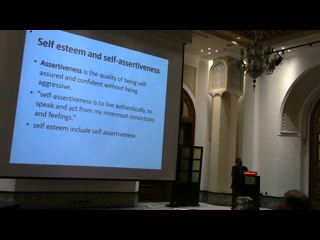 Self esteem and self-assertiveness
• Assertiveness is the quality of being self
assured and confident without being
aggressive.
• "self-assertiveness is to live authentically, to
speak and act from my innermost convictions
and feelings."
• self esteem include self assertiveness